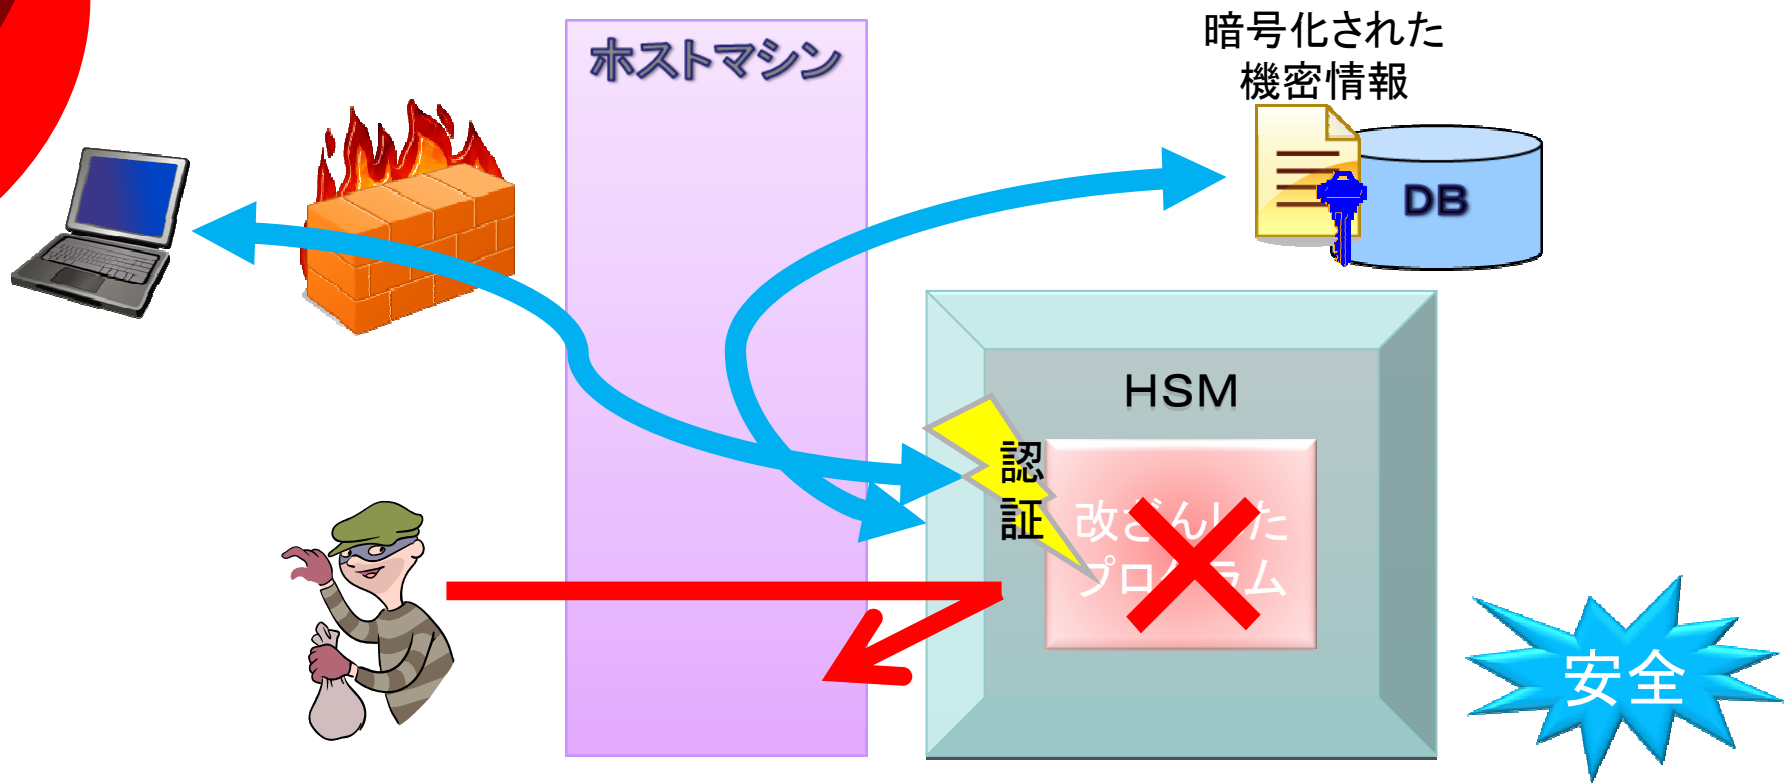 暗号化された
機密情報
ホストマシン
DB
HSM
認
証
改ざんした
プログラム
安全